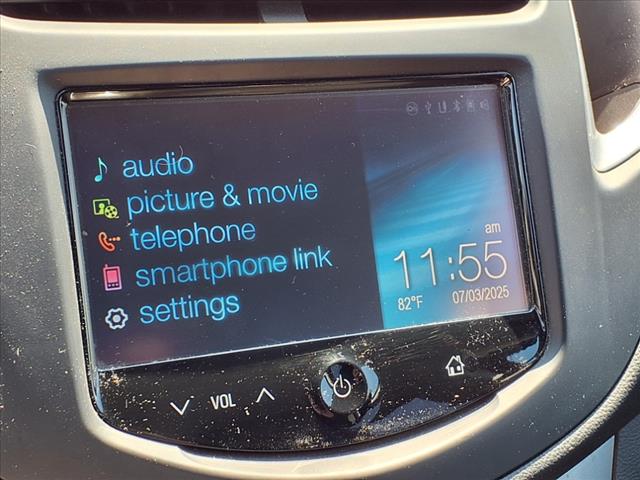 audio
picture & movie
telephone
smartphone link
settings
am
11:55
82°F 07/03/2025
VOL